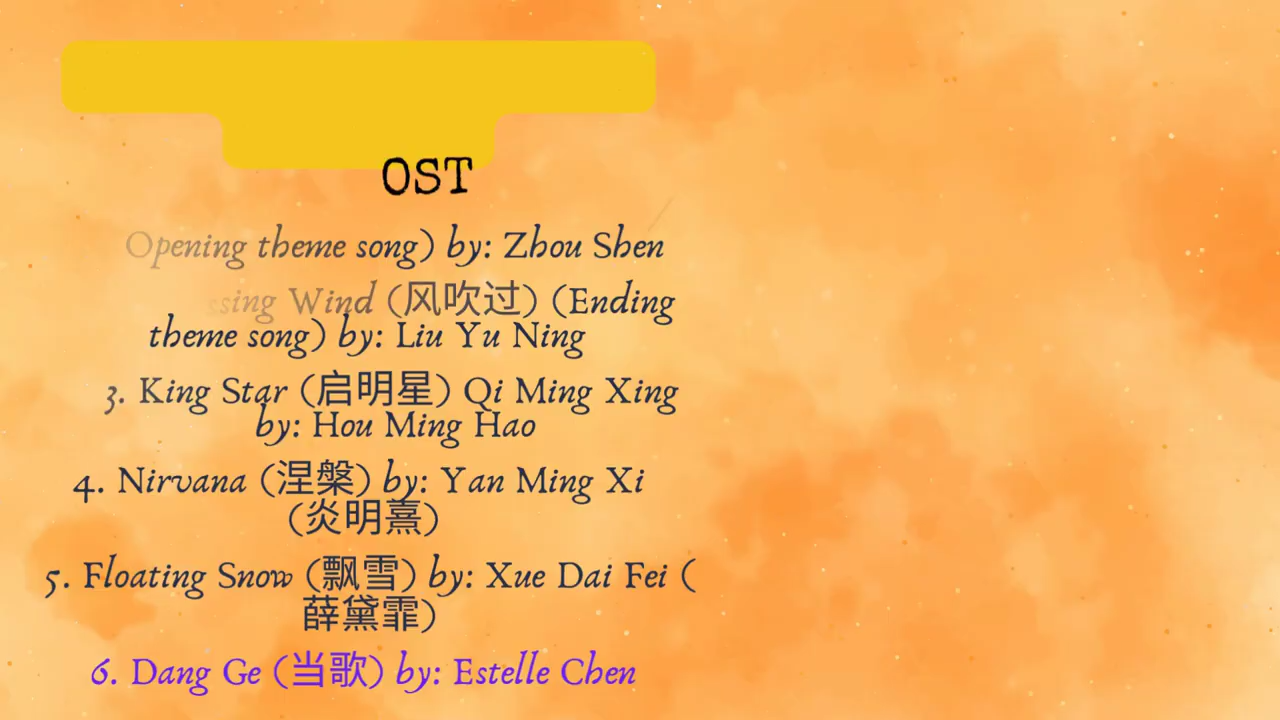 OST
Opening theme song) by: Zhou Shen
Wind (风吹过) (Ending
theme song) by: Liu Yu Ning
3. King Star (启明星) Qi Ming Xing
by: Hou Ming Hao
4. Nirvana (涅槃) by: Yan Ming Xi
(炎明熹)
5. Floating Snow (飘雪) by: Xue Dai Fei (
薛黛霏)
6. Dang Ge (当歌) by: Estelle Chen